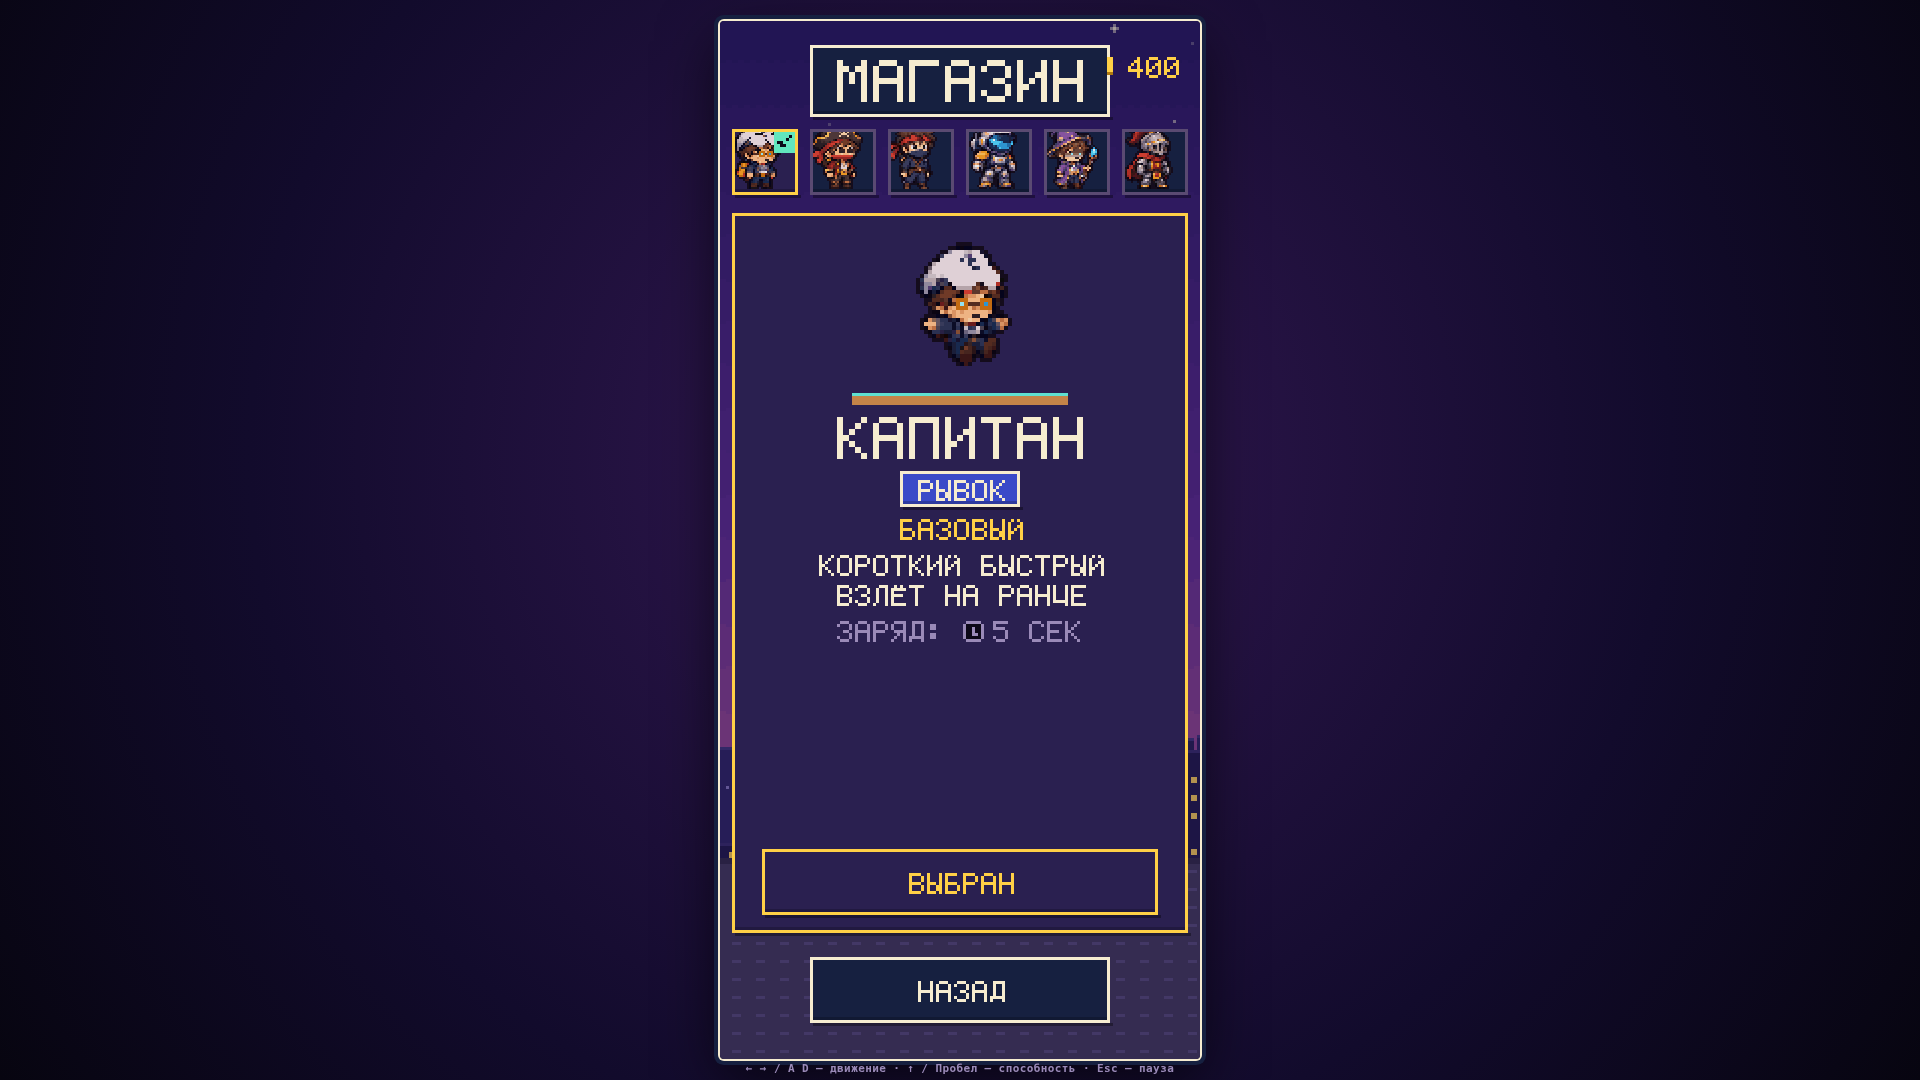 МАГАЗИН
400
КАПИТАН
РЫВОК
БАЗОВЫЙ
КОРОТКИЙ БЫСТРЫЙ
ВЗЛЁТ НА РАНЦЕ
ЗАРЯД: 5 СЕК
ВЫБРАН
НАЗАД
← → / A D — движение · ↑ / Пробел — способность · Esc — пауза